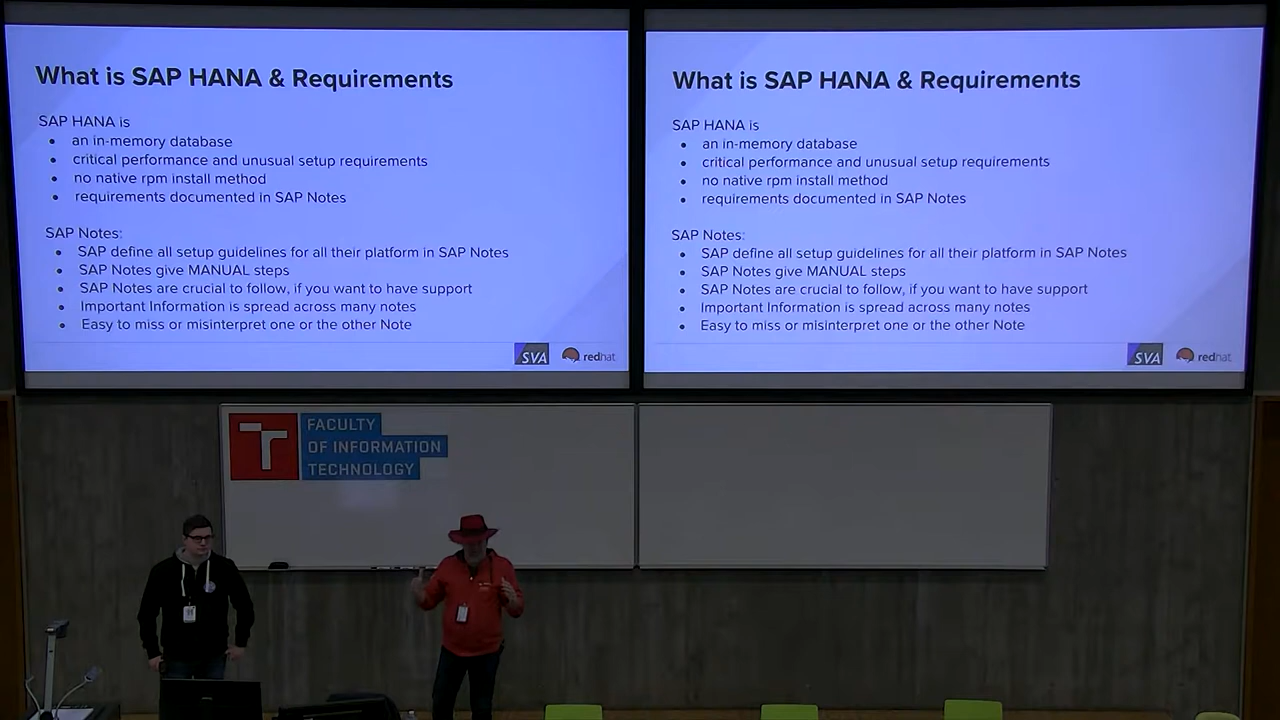 What is SAP HANA & Requirements
SAP HANA is
• an in-memory database
• critical performance and unusual setup requirements
• no native rpm install method
• requirements documented in SAP Notes
SAP Notes:
• SAP define all setup guidelines for all their platform in SAP Notes
• SAP Notes give MANUAL steps
• SAP Notes are crucial to follow, if you want to have support
• Important Information is spread across many notes
• Easy to miss or misinterpret one or the other Note
SVA redhat
What is SAP HANA & Requirements
SAP HANA is
• an in-memory database
• critical performance and unusual setup requirements
• no native rpm install method
• requirements documented in SAP Notes
SAP Notes:
• SAP define all setup guidelines for all their platform in SAP Notes
• SAP Notes give MANUAL steps
• SAP Notes are crucial to follow, if you want to have support
• Important Information is spread across many notes
• Easy to miss or misinterpret one or the other Note
SVA redhat
T
FACULTY
OF INFORMATION
TECHNOLOGY